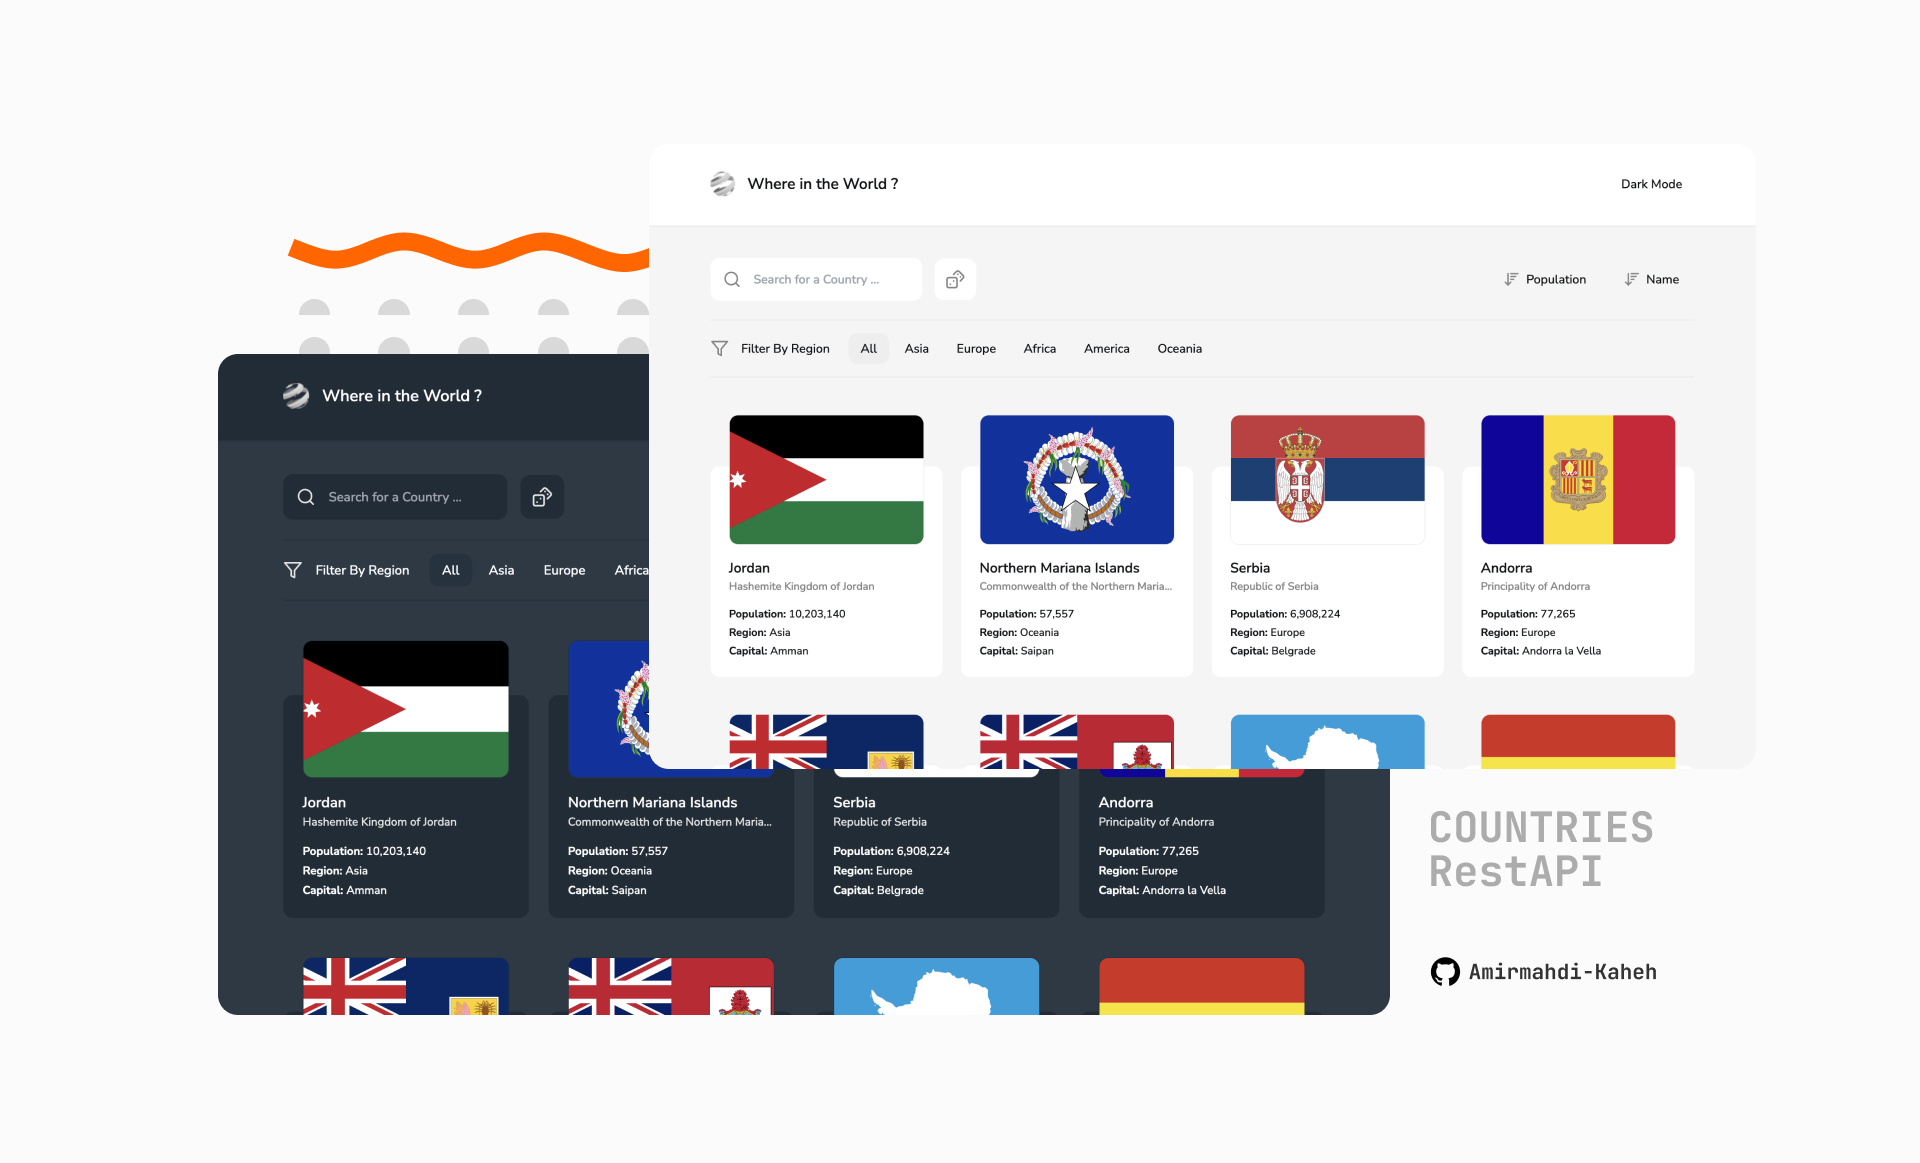 Where in the World ?
Dark Mode
Search for a Country ...
Population
Name
Filter By Region
All
Asia
Europe
Africa
America
Oceania
Jordan
Hashemite Kingdom of Jordan
Population: 10,203,140
Region: Asia
Capital: Amman
Northern Mariana Islands
Commonwealth of the Northern Maria...
Population: 57,557
Region: Oceania
Capital: Saipan
Serbia
Republic of Serbia
Population: 6,908,224
Region: Europe
Capital: Belgrade
Andorra
Principality of Andorra
Population: 77,265
Region: Europe
Capital: Andorra la Vella
Where in the World ?
Search for a Country ...
Filter By Region
All
Asia
Europe
Africa
Jordan
Hashemite Kingdom of Jordan
Population: 10,203,140
Region: Asia
Capital: Amman
Northern Mariana Islands
Commonwealth of the Northern Maria...
Population: 57,557
Region: Oceania
Capital: Saipan
Serbia
Republic of Serbia
Population: 6,908,224
Region: Europe
Capital: Belgrade
Andorra
Principality of Andorra
Population: 77,265
Region: Europe
Capital: Andorra la Vella
COUNTRIES
RestAPI
Amirmahdi-Kaheh